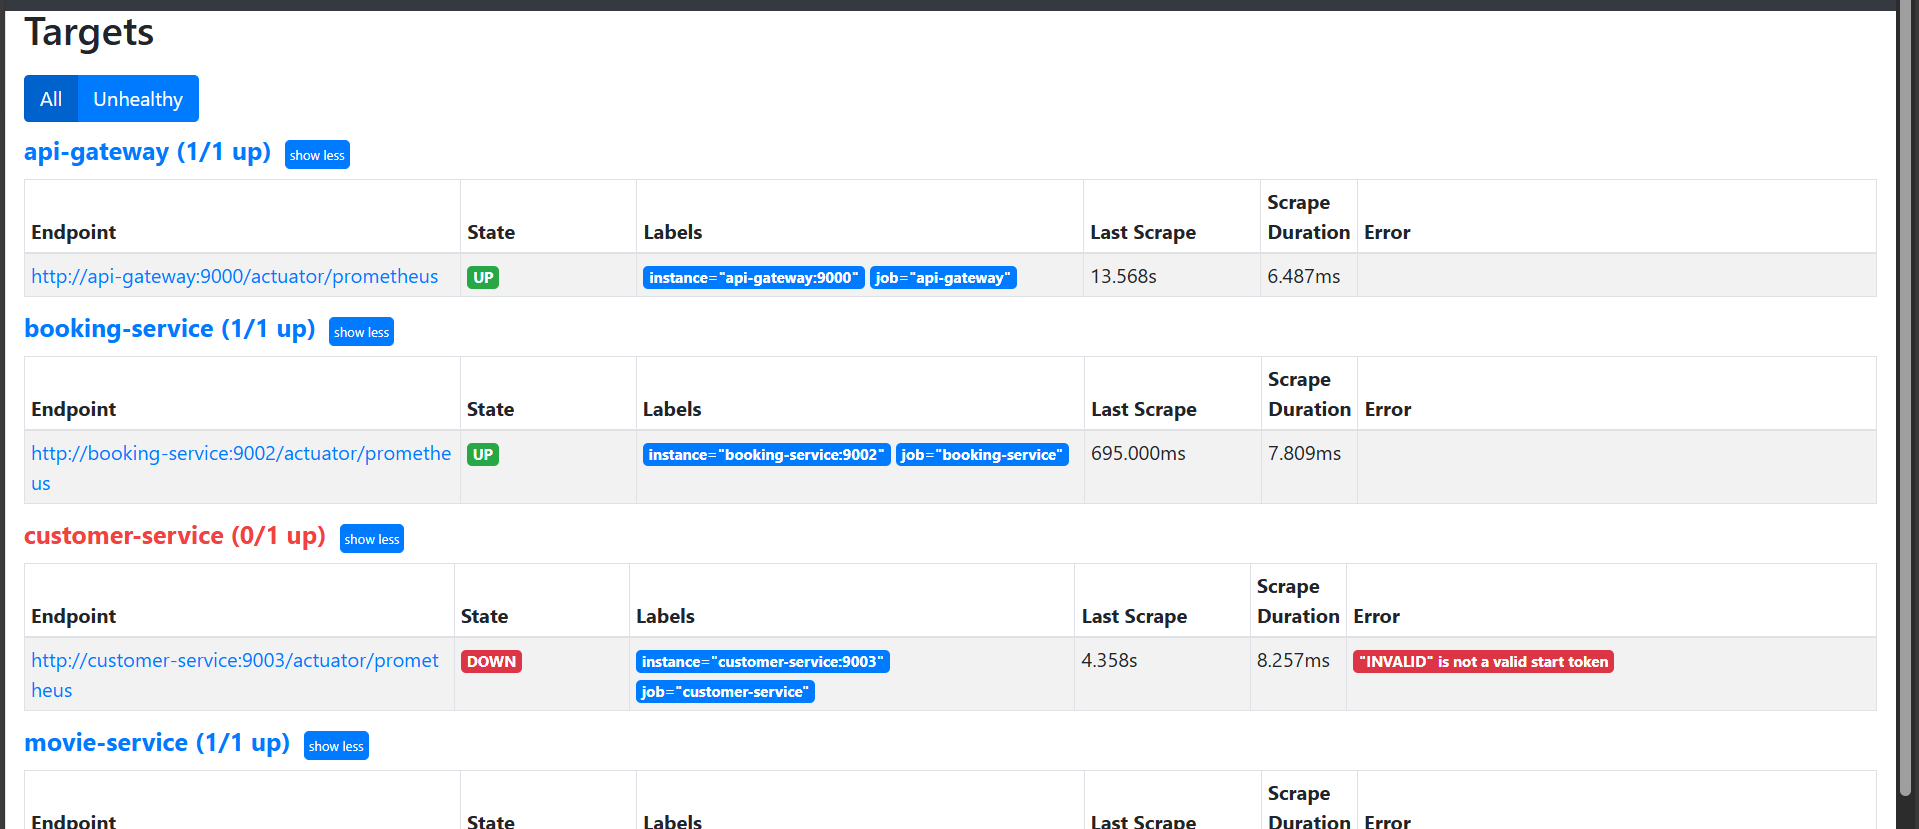 Targets
All Unhealthy
api-gateway (1/1 up) show less
Scrape
Endpoint State Labels Last Scrape Duration Error
http://api-gateway:9000/actuator/prometheus UP instance="api-gateway:9000" job="api-gateway" 13.568s 6.487ms
booking-service (1/1 up) show less
Scrape
Endpoint State Labels Last Scrape Duration Error
http://booking-service:9002/actuator/promethe UP instance="booking-service:9002" job="booking-service" 695.000ms 7.809ms
us
customer-service (0/1 up) show less
Scrape
Endpoint State Labels Last Scrape Duration Error
http://customer-service:9003/actuator/promet DOWN instance="customer-service:9003" 4.358s 8.257ms "INVALID" is not a valid start token
heus job="customer-service"
movie-service (1/1 up) show less
Scrape
Endpoint State Labels Last Scrape Duration Error